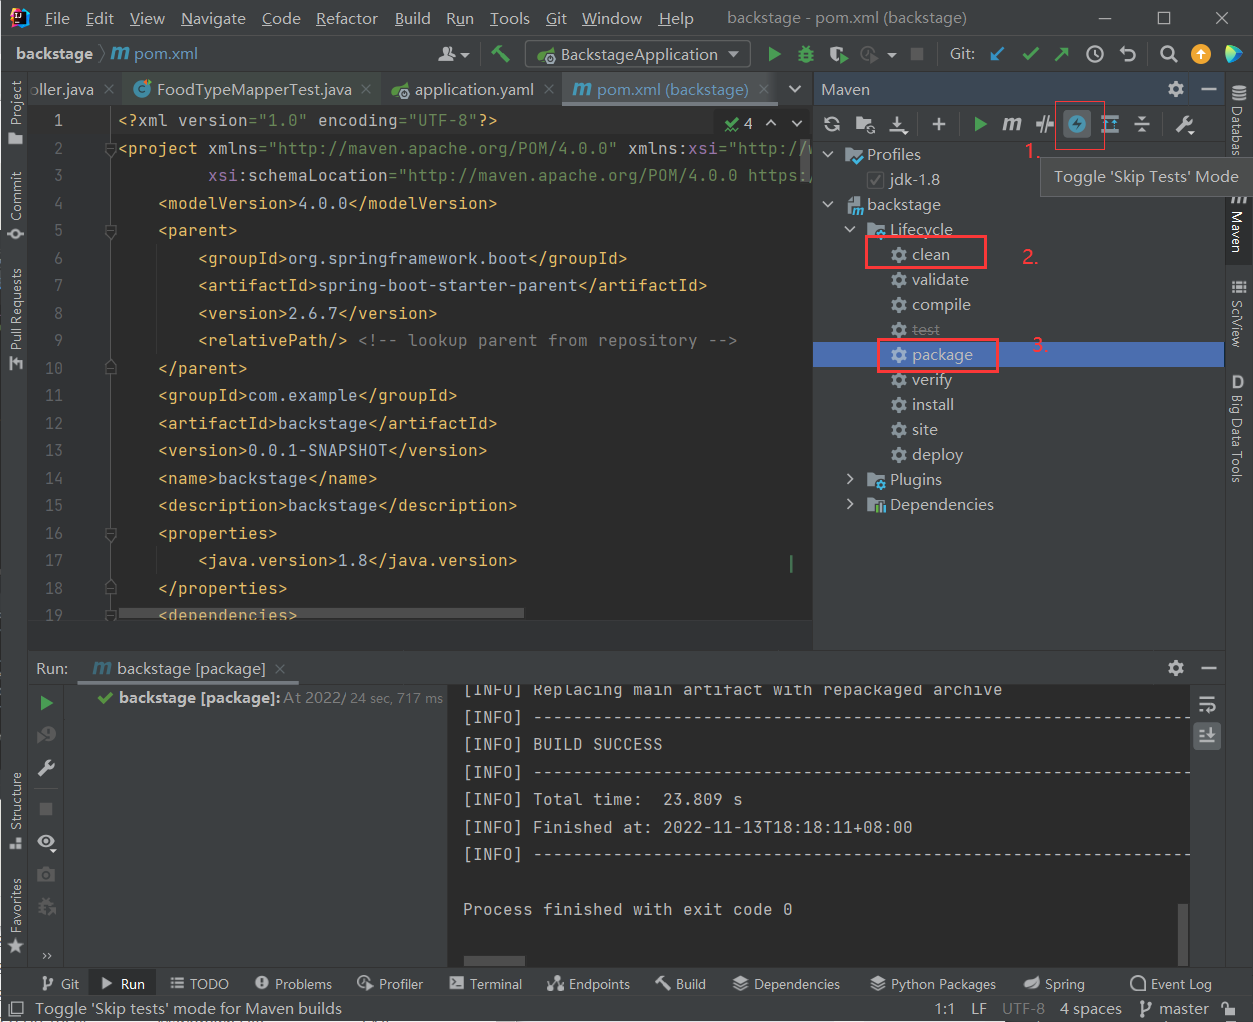 File Edit View Navigate Code Refactor Build Run Tools Git Window Help backstage - pom.xml (backstage)
backstage pom.xml BackstageApplication Git:
oller.java FoodTypeMapperTest.java application.yaml pom.xml (backstage)
Maven
Project
Commit
Pull Requests
Structure
Favorites
1 <?xml version="1.0" encoding="UTF-8"?> 4
2 <project xmlns="http://maven.apache.org/POM/4.0.0" xmlns:xsi="http://w
3 xsi:schemaLocation="http://maven.apache.org/POM/4.0.0 https:/
4 <modelVersion>4.0.0</modelVersion>
5 <parent>
6 <groupId>org.springframework.boot</groupId>
7 <artifactId>spring-boot-starter-parent</artifactId>
8 <version>2.6.7</version>
9 <relativePath/> <!-- lookup parent from repository -->
10 </parent>
11 <groupId>com.example</groupId>
12 <artifactId>backstage</artifactId>
13 <version>0.0.1-SNAPSHOT</version>
14 <name>backstage</name>
15 <description>backstage</description>
16 <properties>
17 <java.version>1.8</java.version>
18 </properties>
19 <dependencies>
1.
Toggle 'Skip Tests' Mode
Profiles
jdk-1.8
backstage
Lifecycle
clean
2.
validate
compile
test
package
3.
verify
install
site
deploy
Plugins
Dependencies
Databas
Maven
SciView
D Big Data Tools
Run: backstage [package]
backstage [package]: At 2022/ 24 sec, 717 ms
[INFO] Replacing main artifact with repackaged archive
[INFO] ------------------------------------------------------------------
[INFO] BUILD SUCCESS
[INFO] ------------------------------------------------------------------
[INFO] Total time:  23.809 s
[INFO] Finished at: 2022-11-13T18:18:11+08:00
[INFO] ------------------------------------------------------------------
Process finished with exit code 0
Git Run TODO Problems Profiler Terminal Endpoints Build Dependencies Python Packages Spring Event Log
Toggle 'Skip tests' mode for Maven builds 1:1 LF UTF-8 4 spaces master